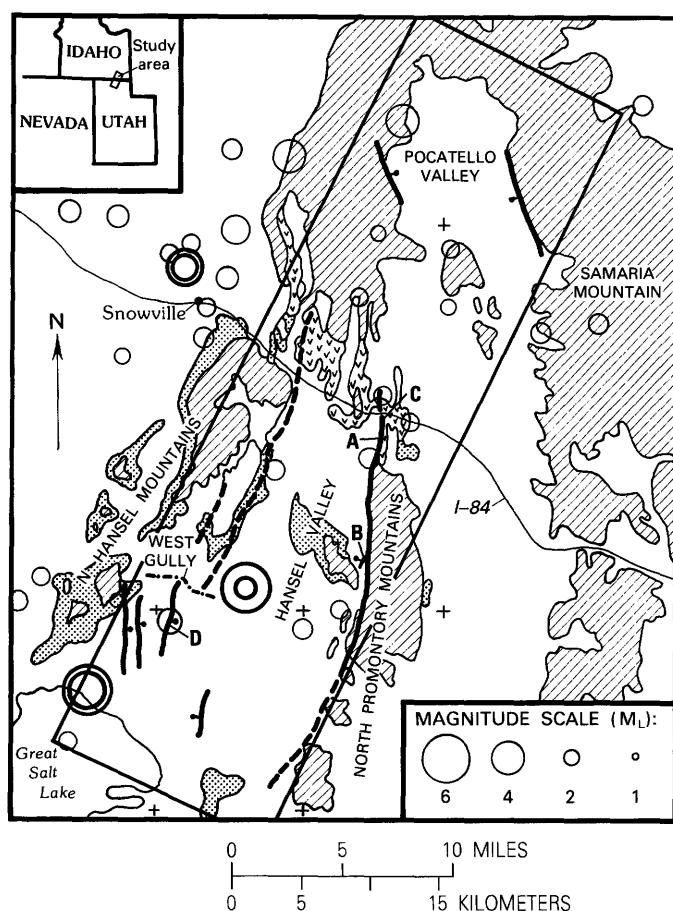 IDAHO
Study
area
NEVADA
UTAH
POCATELLO
VALLEY
SAMARIA
MOUNTAIN
Snowville
N
C
A
I-84
HANSEL MOUNTAINS
WEST
GULLY
HANSEL VALLEY
B
NORTH PROMONTORY MOUNTAINS
D
Great
Salt
Lake
MAGNITUDE SCALE (ML):
6 4 2 1
0 5 10 MILES
0 5 15 KILOMETERS